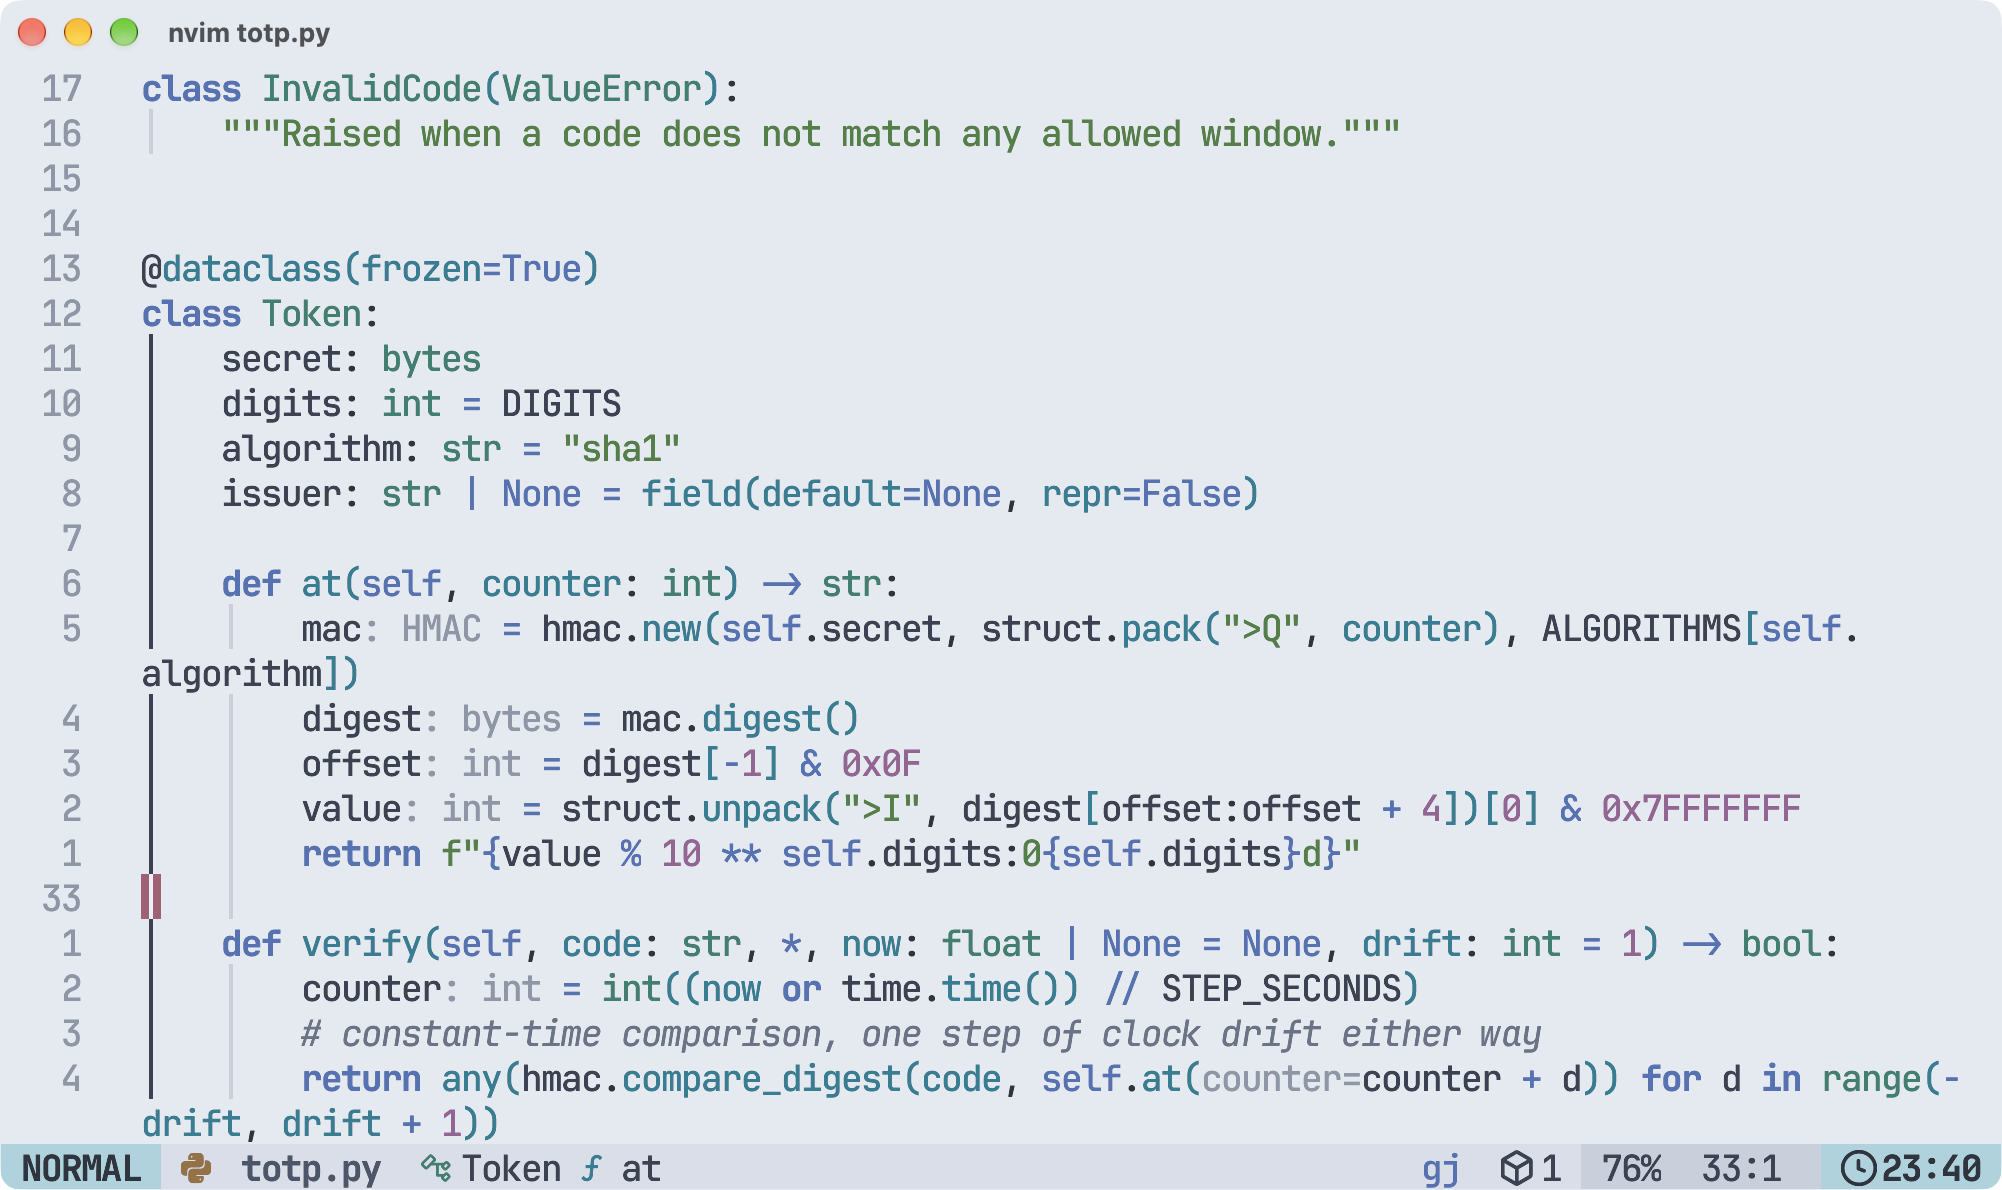 nvim totp.py
17 class InvalidCode(ValueError):
16     """Raised when a code does not match any allowed window."""
15
14
13 @dataclass(frozen=True)
12 class Token:
11     secret: bytes
10     digits: int = DIGITS
9     algorithm: str = "sha1"
8     issuer: str | None = field(default=None, repr=False)
7
6     def at(self, counter: int) -> str:
5         mac: HMAC = hmac.new(self.secret, struct.pack(">Q", counter), ALGORITHMS[self.
algorithm])
4         digest: bytes = mac.digest()
3         offset: int = digest[-1] & 0x0F
2         value: int = struct.unpack(">I", digest[offset:offset + 4])[0] & 0x7FFFFFFF
1         return f"{value % 10 ** self.digits:0{self.digits}d}"
33
1     def verify(self, code: str, *, now: float | None = None, drift: int = 1) -> bool:
2         counter: int = int((now or time.time()) // STEP_SECONDS)
3         # constant-time comparison, one step of clock drift either way
4         return any(hmac.compare_digest(code, self.at(counter=counter + d)) for d in range(-
drift, drift + 1))
NORMAL totp.py Token f at gj 1 76% 33:1 23:40